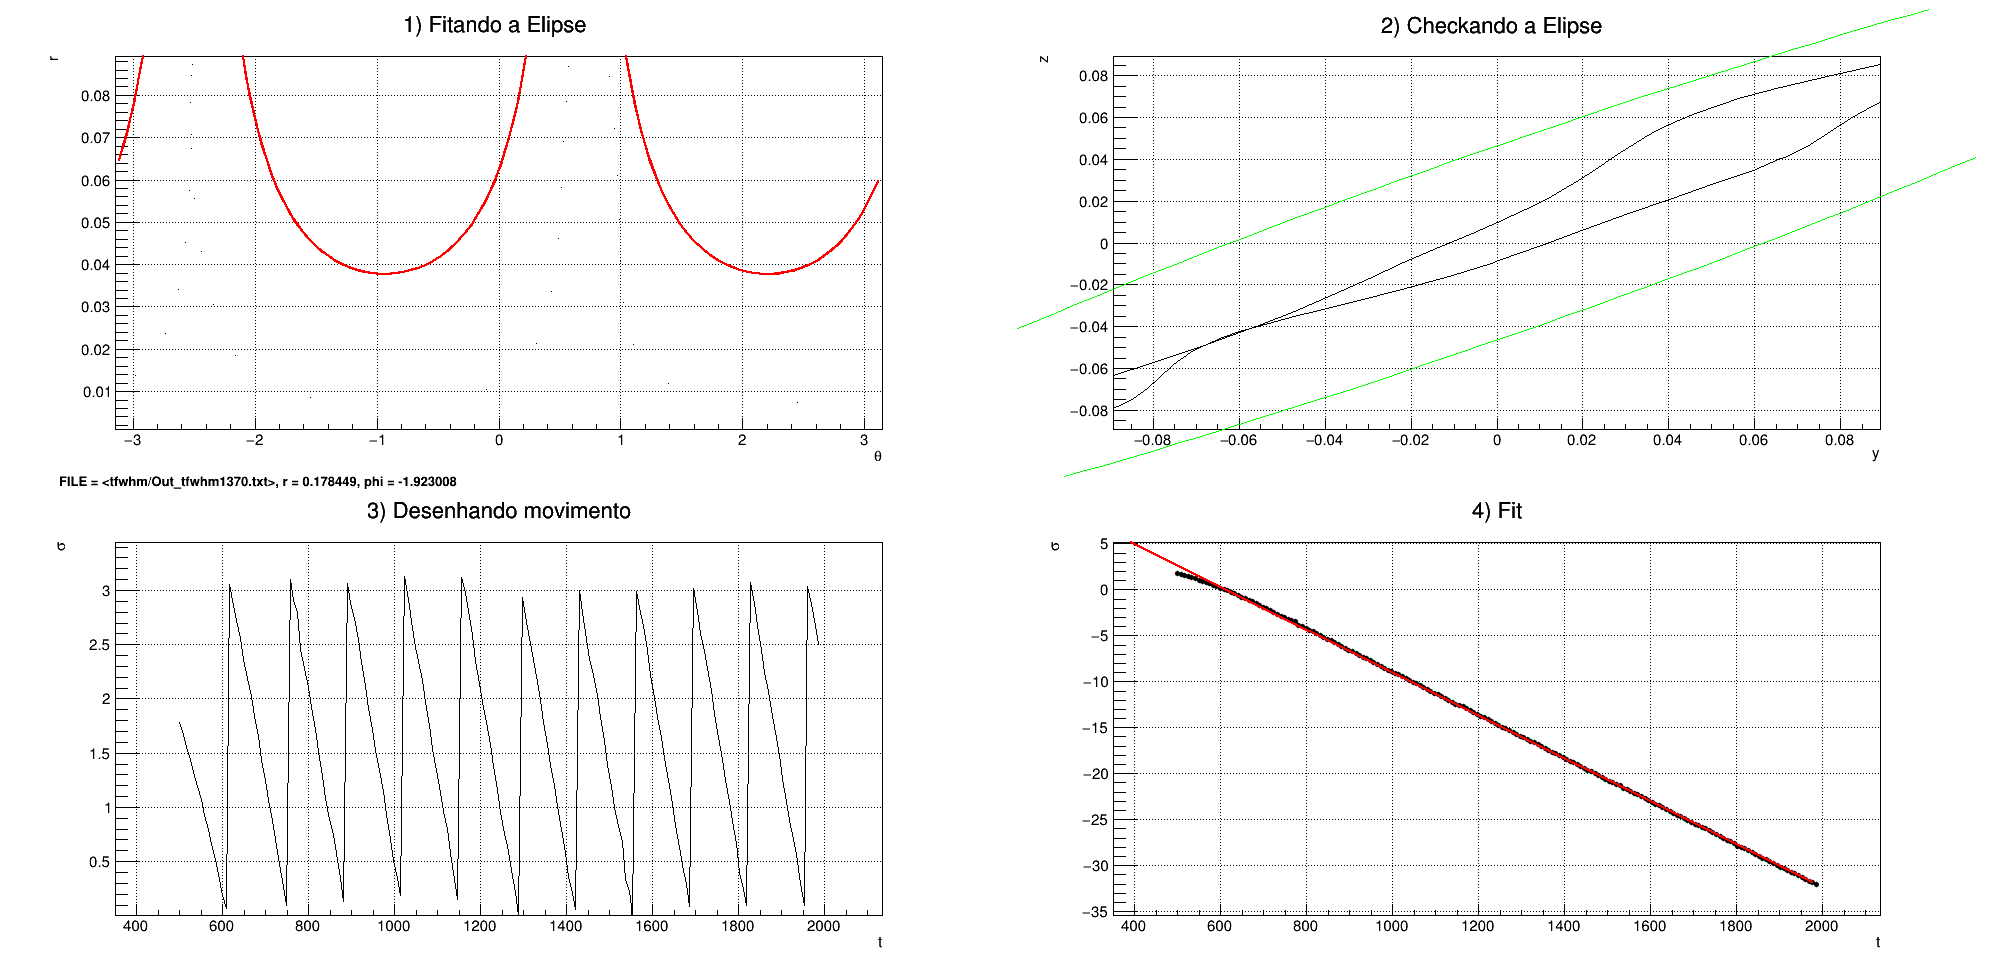 1) Fitando a Elipse
r
0.08
0.07
0.06
0.05
0.04
0.03
0.02
0.01
−3 −2 −1 0 1 2 3
θ
2) Checkando a Elipse
z
0.08
0.06
0.04
0.02
0
−0.02
−0.04
−0.06
−0.08
−0.08 −0.06 −0.04 −0.02 0 0.02 0.04 0.06 0.08
y
FILE = <tfwhm/Out_tfwhm1370.txt>, r = 0.178449, phi = -1.923008
3) Desenhando movimento
σ
3
2.5
2
1.5
1
0.5
400 600 800 1000 1200 1400 1600 1800 2000
t
4) Fit
σ
5
0
−5
−10
−15
−20
−25
−30
−35
400 600 800 1000 1200 1400 1600 1800 2000
t